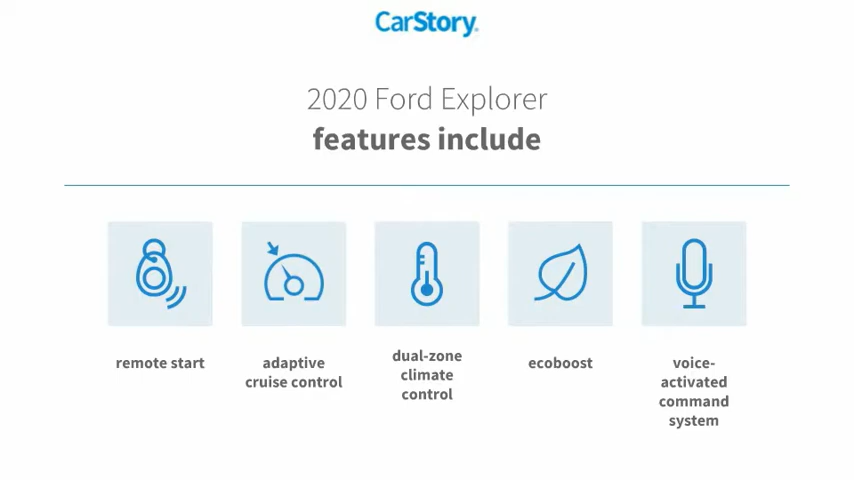 CarStory
2020 Ford Explorer
features include
remote start
adaptive
cruise control
dual-zone
climate
control
ecoboost
voice-
activated
command
system